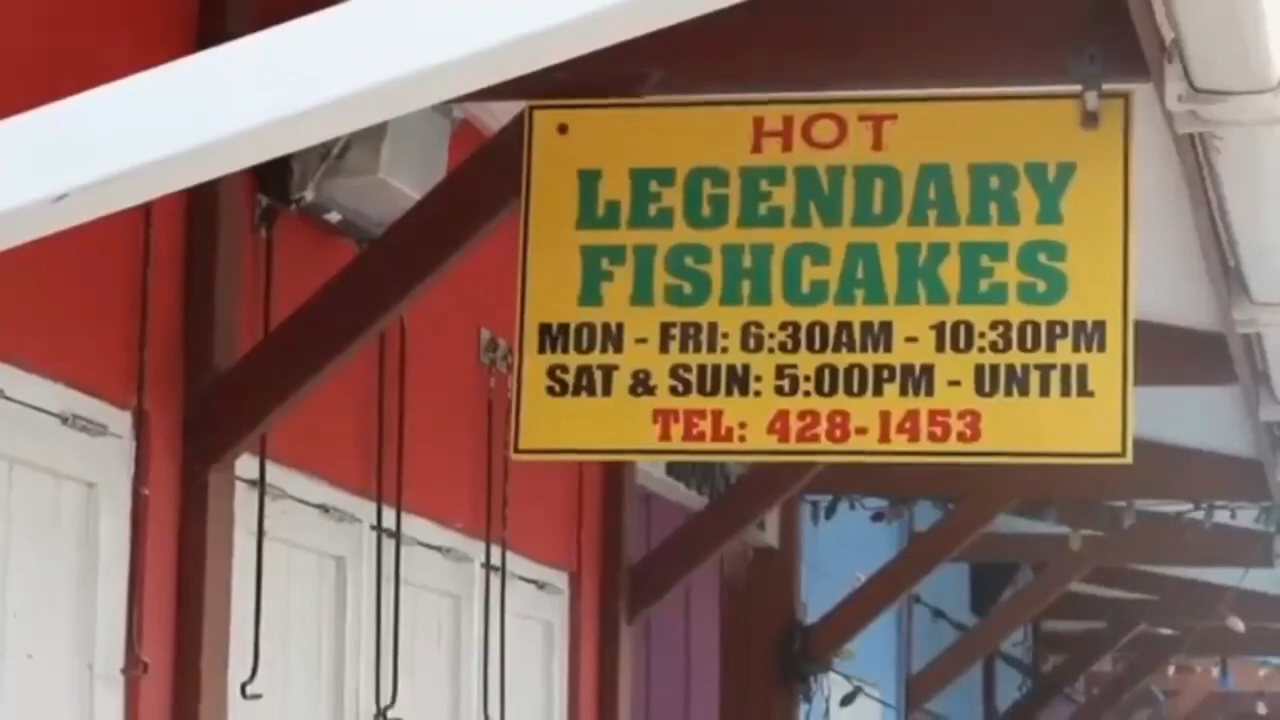 HOT
LEGENDARY
FISHCAKES
MON - FRI: 6:30AM - 10:30PM
SAT & SUN: 5:00PM - UNTIL
TEL: 428-1453